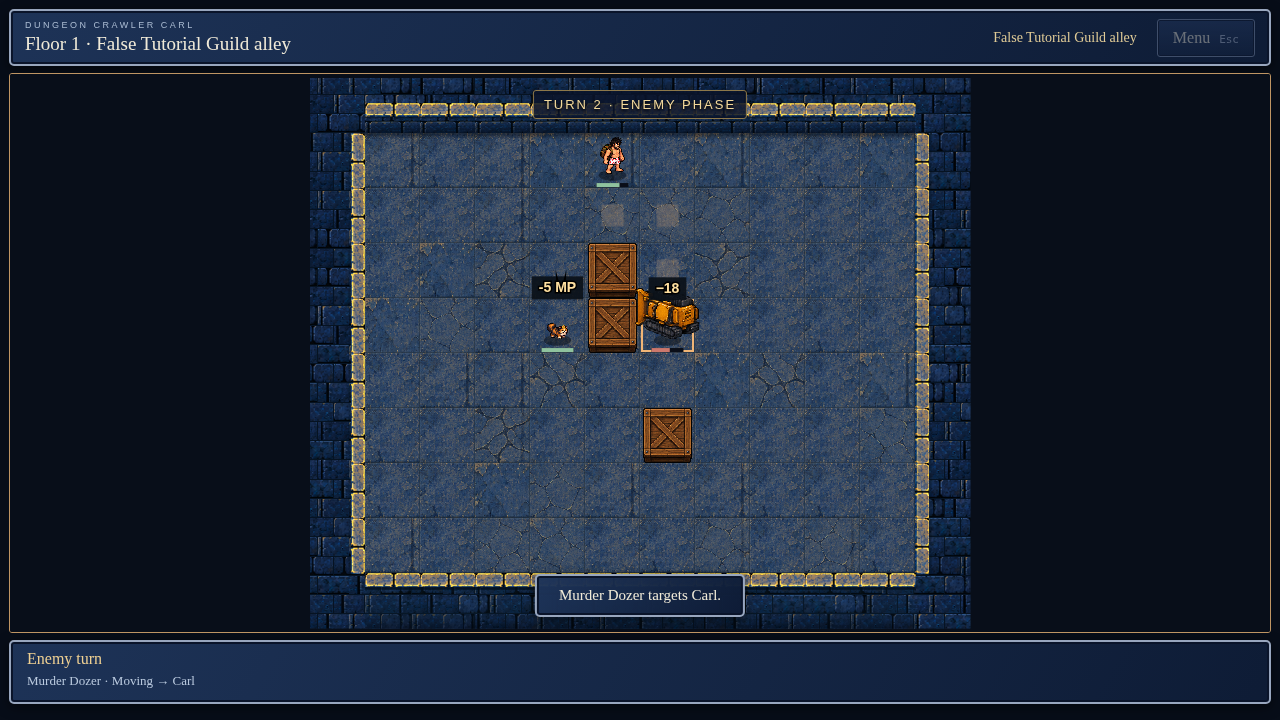 DUNGEON CRAWLER CARL
Floor 1 · False Tutorial Guild alley
False Tutorial Guild alley
Menu Esc
TURN 2 · ENEMY PHASE
-5 MP
−18
Murder Dozer targets Carl.
Enemy turn
Murder Dozer · Moving → Carl